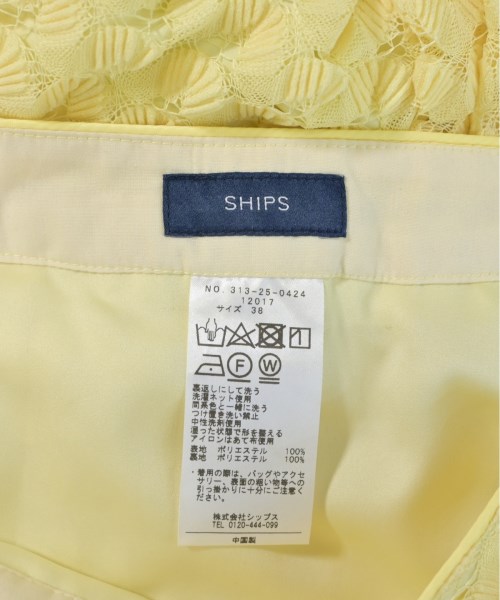 SHIPS
NO. 313-25-0424
12017
サイズ 38
裏返しにして洗う
洗濯ネット使用
同系色と一緒に洗う
つけ置き洗い禁止
中性洗剤使用
湿った状態で形を整える
アイロンはあて布使用
表地 ポリエステル 100%
裏地 ポリエステル 100%
・着用の際は、バッグやアクセ
サリー、表面の粗い物等への
引っ掛かりに十分にご注意く
ださい。
株式会社シップス
TEL 0120-444-099
中国製